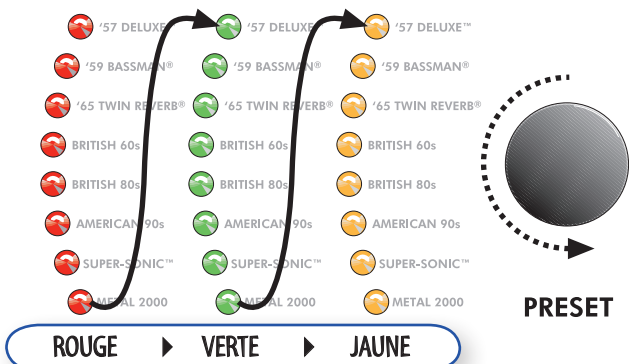 '57 DELUXE '57 DELUXE '57 DELUXE™
'59 BASSMAN® '59 BASSMAN® '59 BASSMAN®
'65 TWIN REVERB® '65 TWIN REVERB® '65 TWIN REVERB®
BRITISH 60s BRITISH 60s BRITISH 60s
BRITISH 80s BRITISH 80s BRITISH 80s
AMERICAN 90s AMERICAN 90s AMERICAN 90s
SUPER-SONIC™ SUPER-SONIC™ SUPER-SONIC™
METAL 2000 METAL 2000 METAL 2000
PRESET
ROUGE VERTE JAUNE